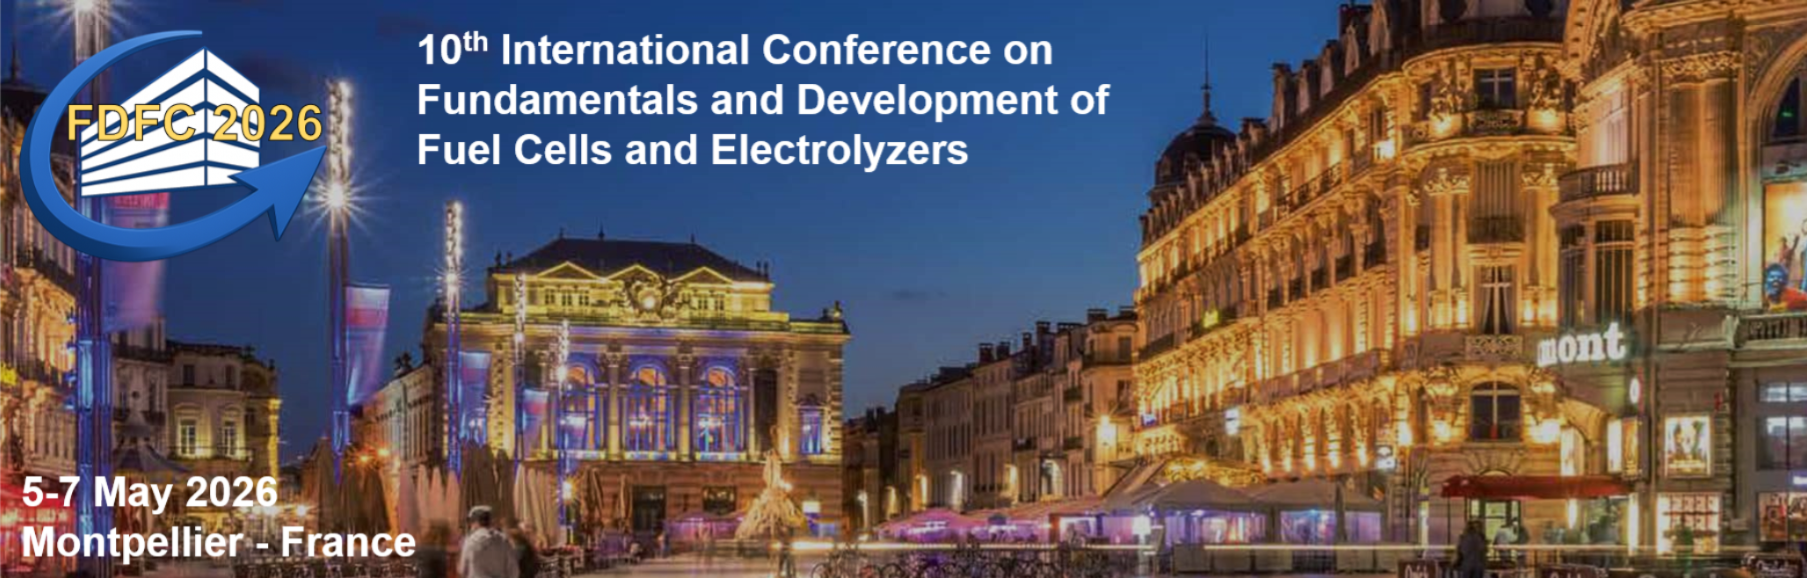 10th International Conference on
Fundamentals and Development of
Fuel Cells and Electrolyzers
FDFC 2026
mont
5-7 May 2026
Montpellier - France